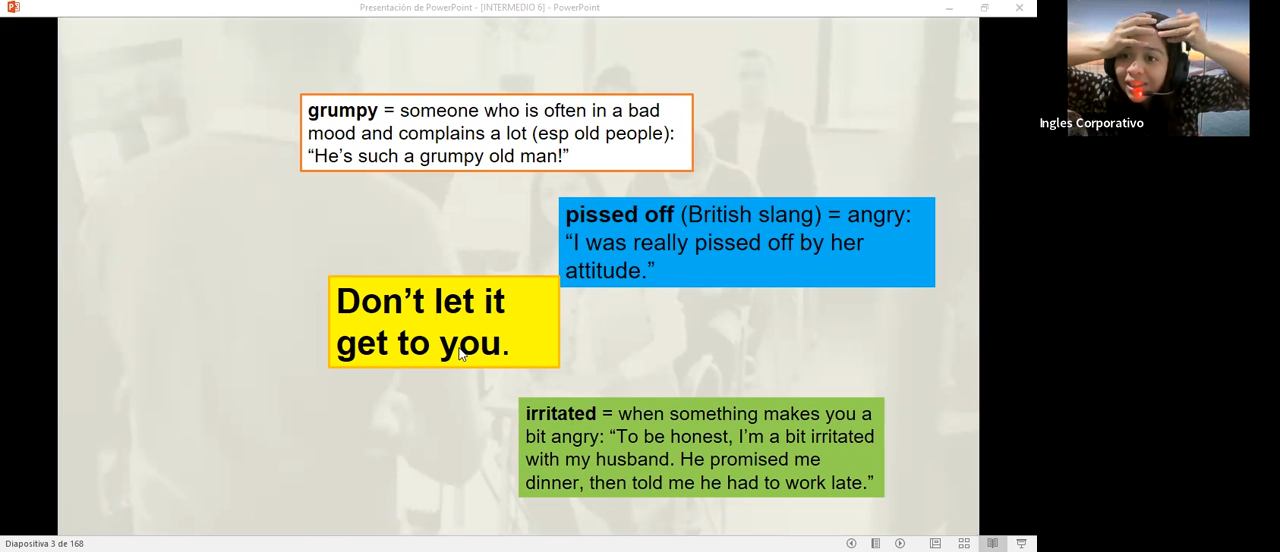 Presentación de PowerPoint - [INTERMEDIO 6] - PowerPoint
grumpy = someone who is often in a bad
mood and complains a lot (esp old people):
“He’s such a grumpy old man!”
pissed off (British slang) = angry:
“I was really pissed off by her
attitude.”
Don’t let it
get to you.
irritated = when something makes you a
bit angry: “To be honest, I’m a bit irritated
with my husband. He promised me
dinner, then told me he had to work late.”
Ingles Corporativo
Diapositiva 3 de 168